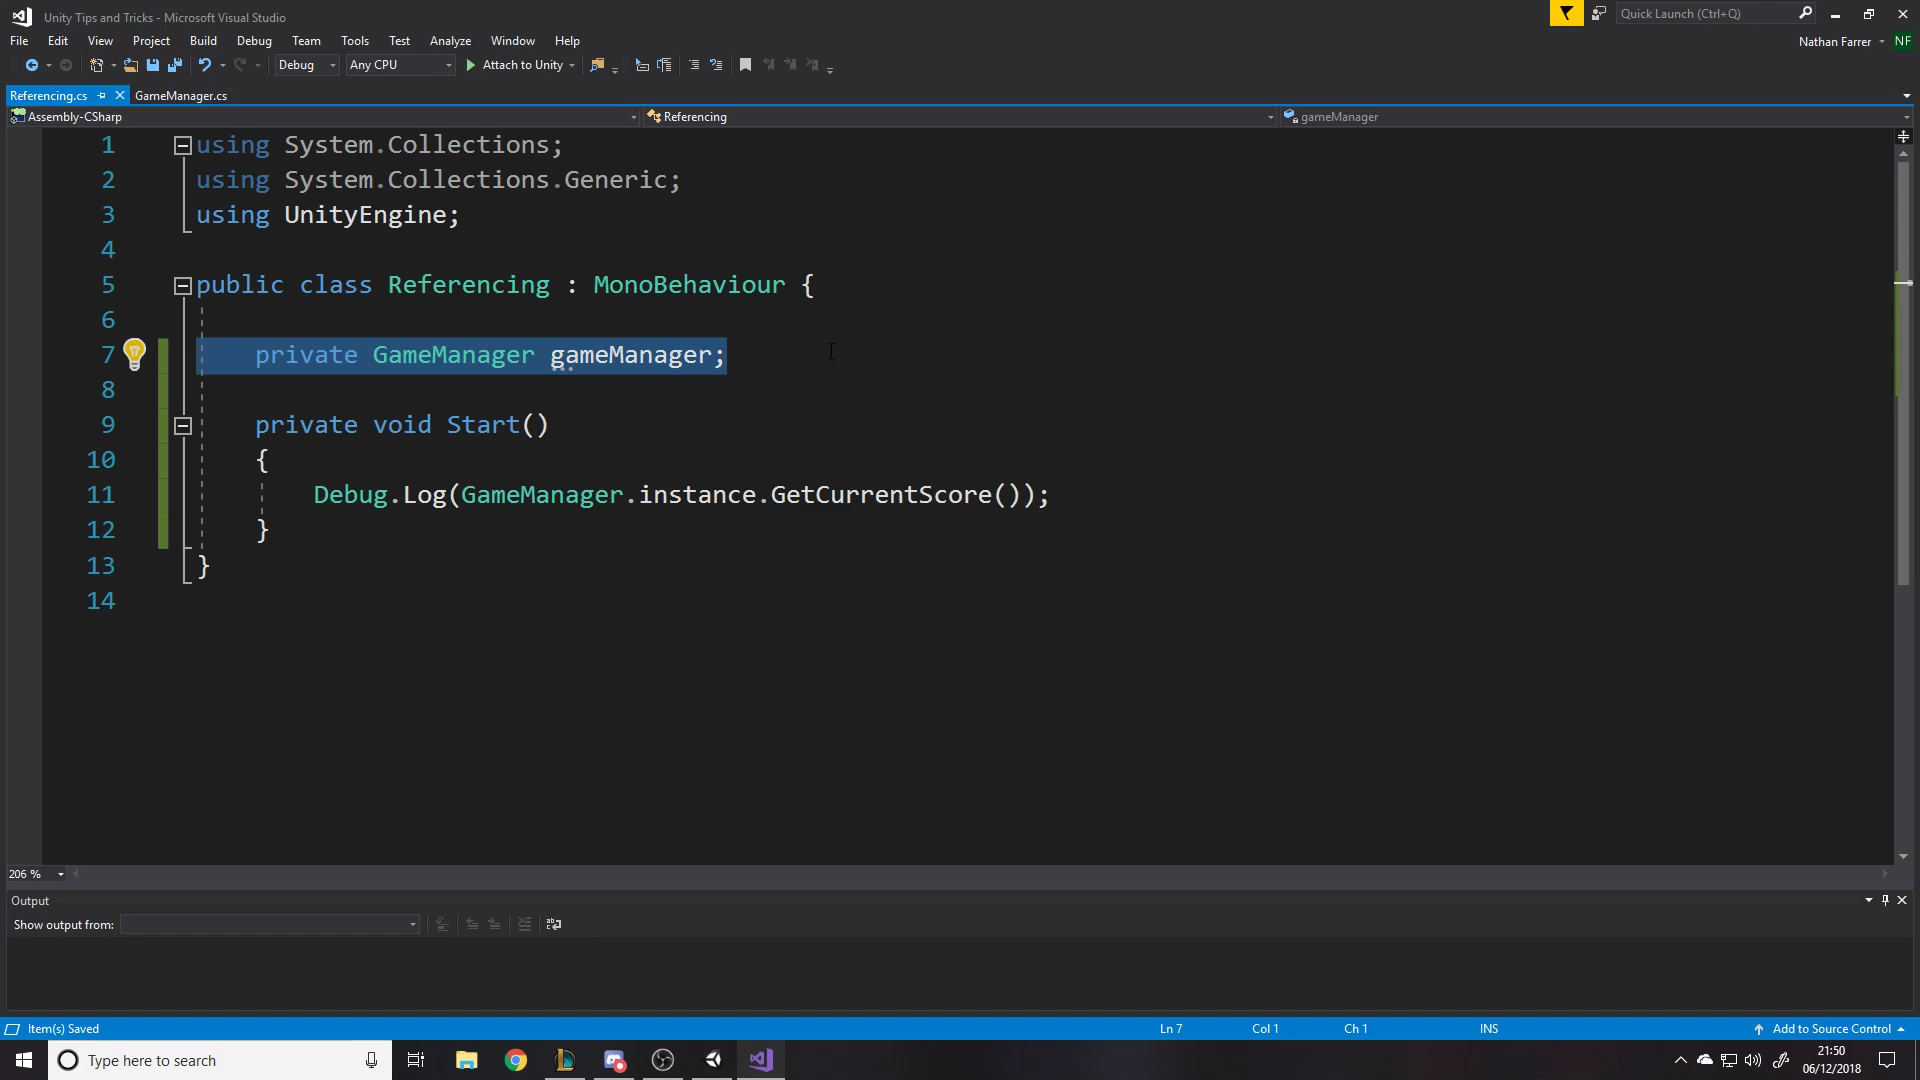 Unity Tips and Tricks - Microsoft Visual Studio
Quick Launch (Ctrl+Q)
File Edit View Project Build Debug Team Tools Test Analyze Window Help
Nathan Farrer NF
Debug Any CPU Attach to Unity
Referencing.cs GameManager.cs
Assembly-CSharp Referencing gameManager
1 using System.Collections;
2 using System.Collections.Generic;
3 using UnityEngine;
4
5 public class Referencing : MonoBehaviour {
6
7 private GameManager gameManager;
8
9 private void Start()
10 {
11 Debug.Log(GameManager.instance.GetCurrentScore());
12 }
13 }
14
206 %
Output
Show output from:
Item(s) Saved Ln 7 Col 1 Ch 1 INS Add to Source Control
Type here to search
21:50
06/12/2018